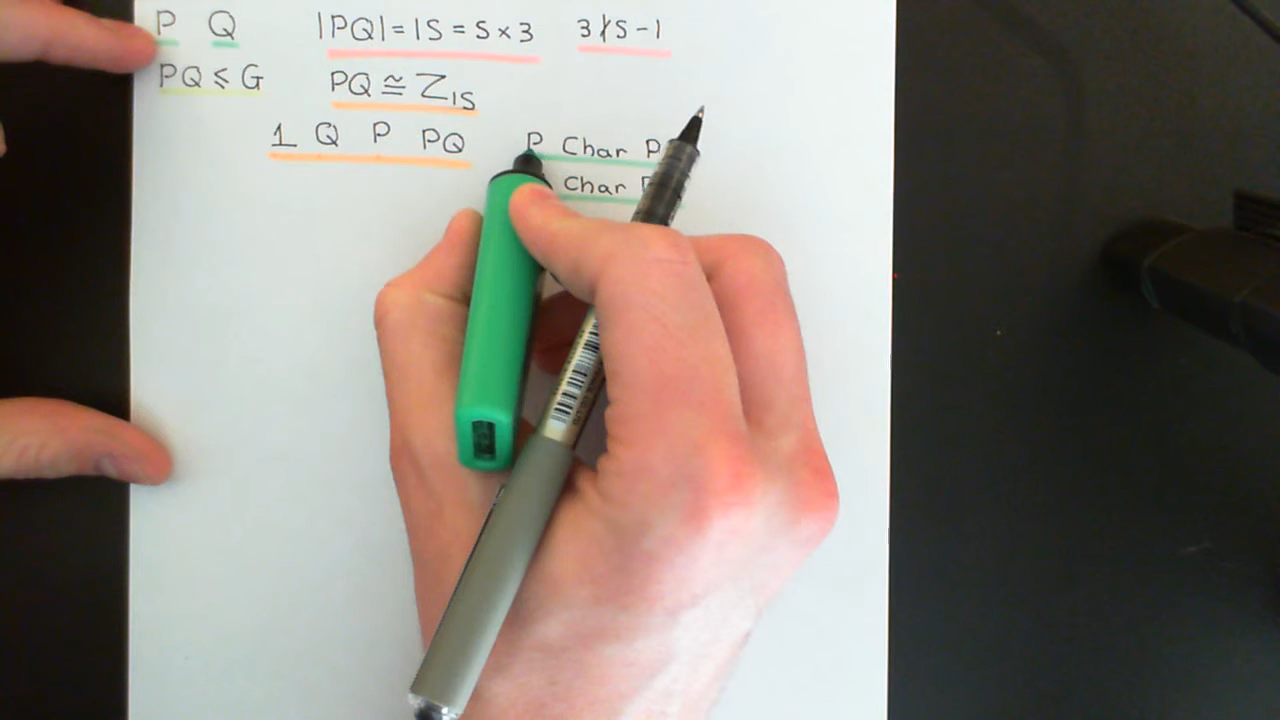 P Q |PQ| = 15 = 5 × 3 3 ∤ 5 - 1
PQ ⩽ G PQ ≅ Z₁₅
1 Q P PQ P Char P
Char